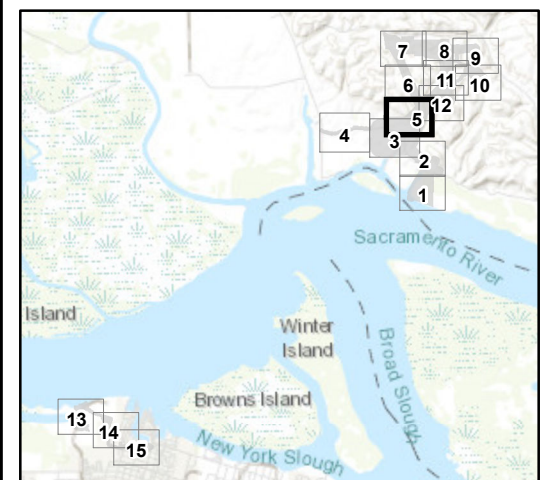 7
8
9
6
11
10
12
5
4
3
2
1
Sacramento River
Island
Winter
Island
Broad Slough
Browns Island
13
14
15
New York Slough